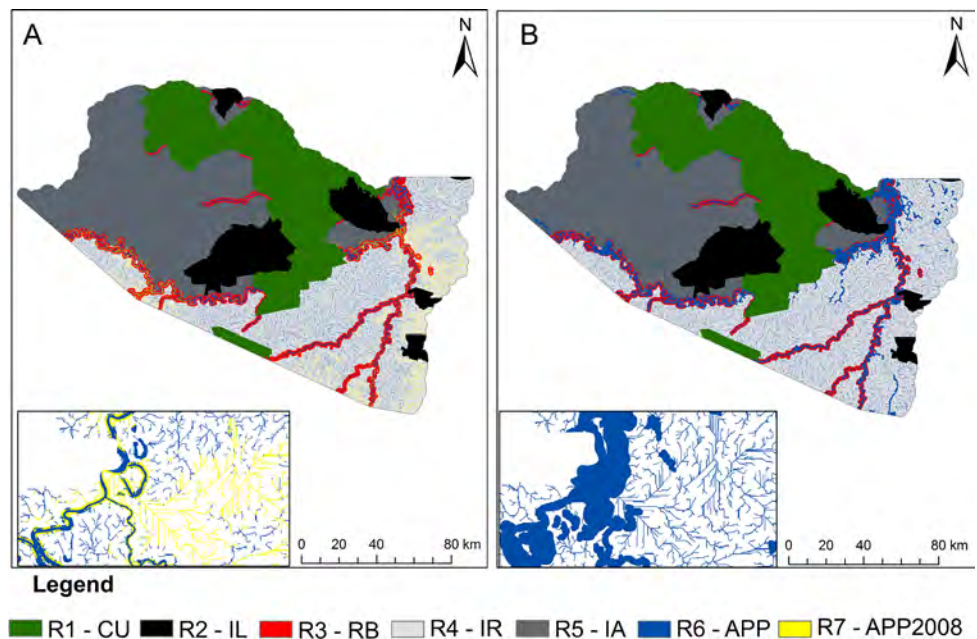 A
N
B
N
0 20 40 80 km
0 20 40 80 km
Legend
R1 - CU R2 - IL R3 - RB R4 - IR R5 - IA R6 - APP R7 - APP2008